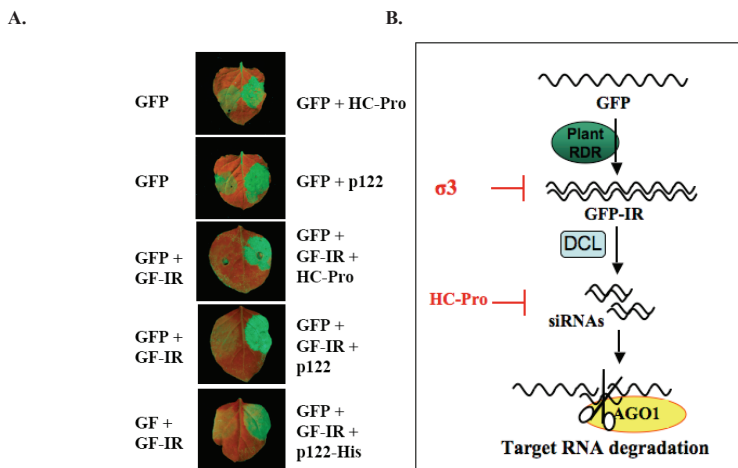 A.
GFP
GFP + HC-Pro
GFP
GFP + p122
GFP +
GF-IR
GFP +
GF-IR +
HC-Pro
GFP +
GF-IR
GFP +
GF-IR +
p122
GF +
GF-IR
GFP +
GF-IR +
p122-His
B.
GFP
Plant
RDR
σ3
GFP-IR
DCL
HC-Pro
siRNAs
AGO1
Target RNA degradation